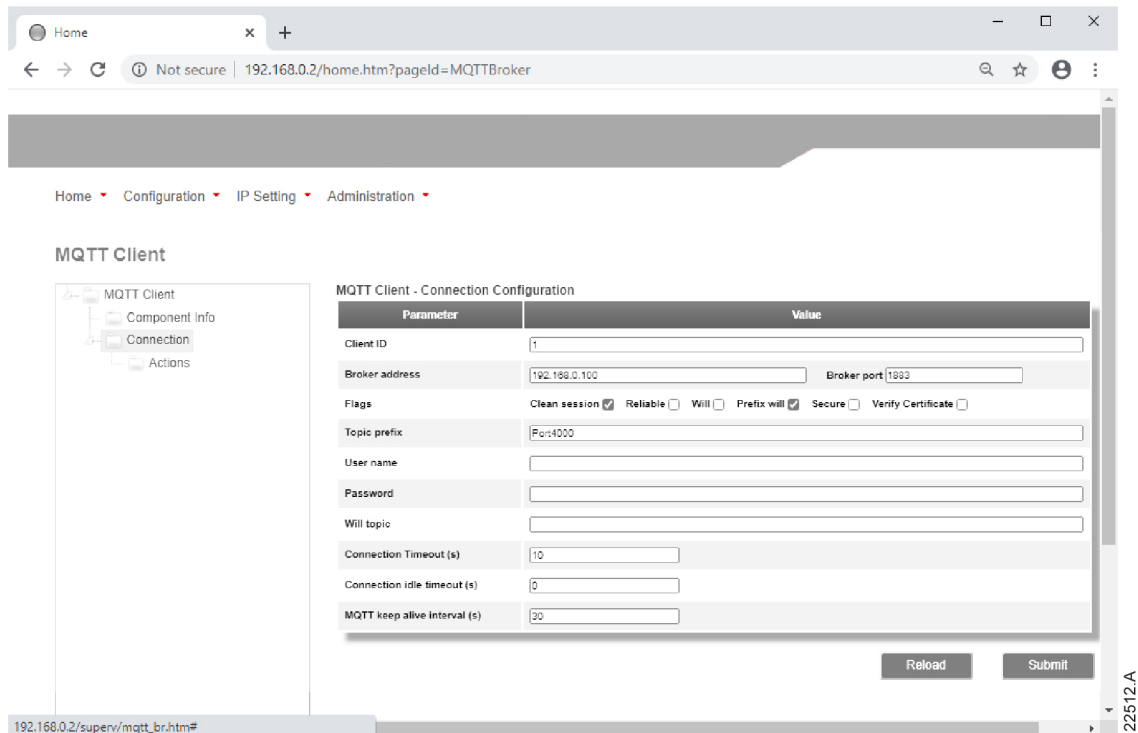 Home × +
Not secure | 192.168.0.2/home.htm?pageId=MQTTBroker
Home Configuration IP Setting Administration
MQTT Client
MQTT Client
Component Info
Connection
Actions
MQTT Client - Connection Configuration
Parameter Value
Client ID 1
Broker address 192.168.0.100 Broker port 1883
Flags Clean session Reliable Will Prefix will Secure Verify Certificate
Topic prefix Port4000
User name
Password
Will topic
Connection Timeout (s) 10
Connection idle timeout (s) 0
MQTT keep alive interval (s) 30
Reload Submit
192.168.0.2/superv/mqtt_br.htm#
22512.A